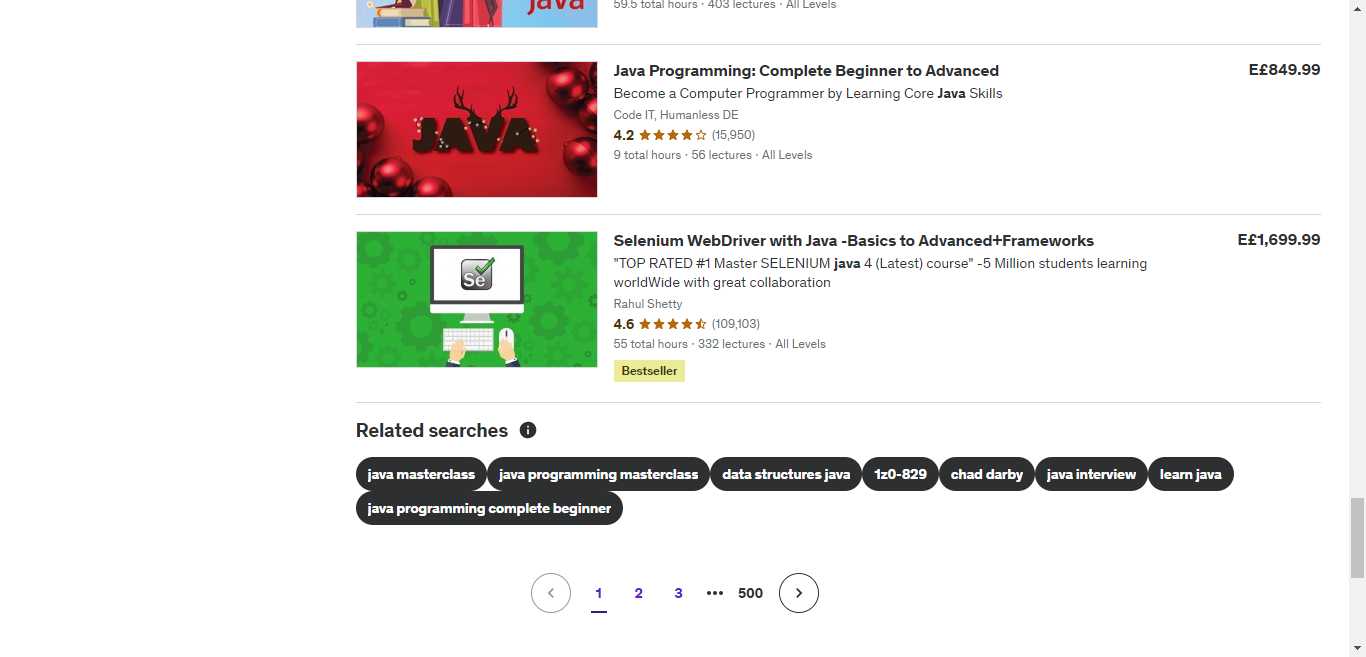 Java
59.5 total hours · 403 lectures · All Levels
JAVA
Java Programming: Complete Beginner to Advanced
E£849.99
Become a Computer Programmer by Learning Core Java Skills
Code IT, Humanless DE
4.2 (15,950)
9 total hours · 56 lectures · All Levels
Se
Selenium WebDriver with Java -Basics to Advanced+Frameworks
E£1,699.99
"TOP RATED #1 Master SELENIUM java 4 (Latest) course" -5 Million students learning
worldWide with great collaboration
Rahul Shetty
4.6 (109,103)
55 total hours · 332 lectures · All Levels
Bestseller
Related searches
java masterclass java programming masterclass data structures java 1z0-829 chad darby java interview learn java
java programming complete beginner
1 2 3 ••• 500